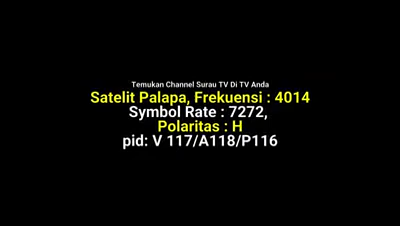 Temukan Channel Surau TV Di TV Anda
Satelit Palapa, Frekuensi : 4014
Symbol Rate : 7272,
Polaritas : H
pid: V 117/A118/P116